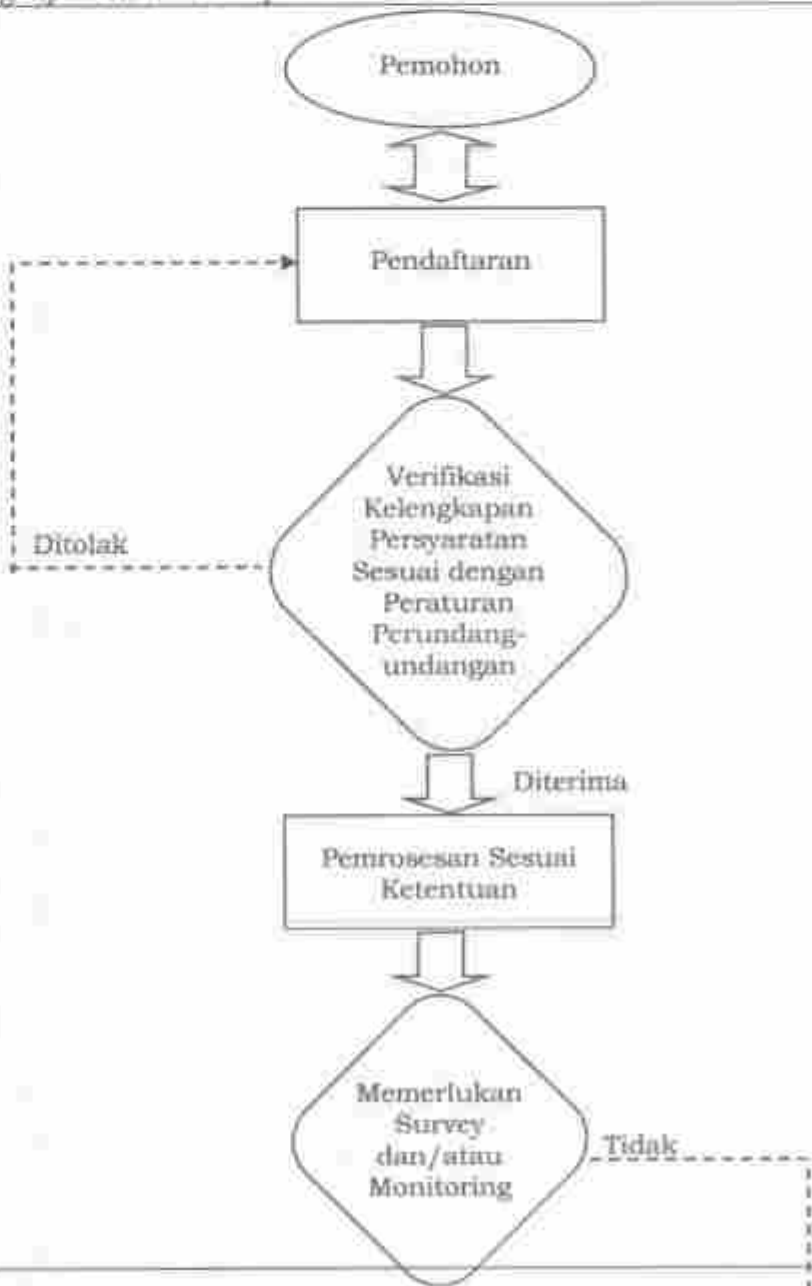 Pemohon
Pendaftaran
Verifikasi
Kelengkapan
Persyaratan
Sesuai dengan
Peraturan
Perundang-
undangan
Ditolak
Diterima
Pemrosesan Sesuai
Ketentuan
Memerlukan
Survey
dan/atau
Monitoring
Tidak